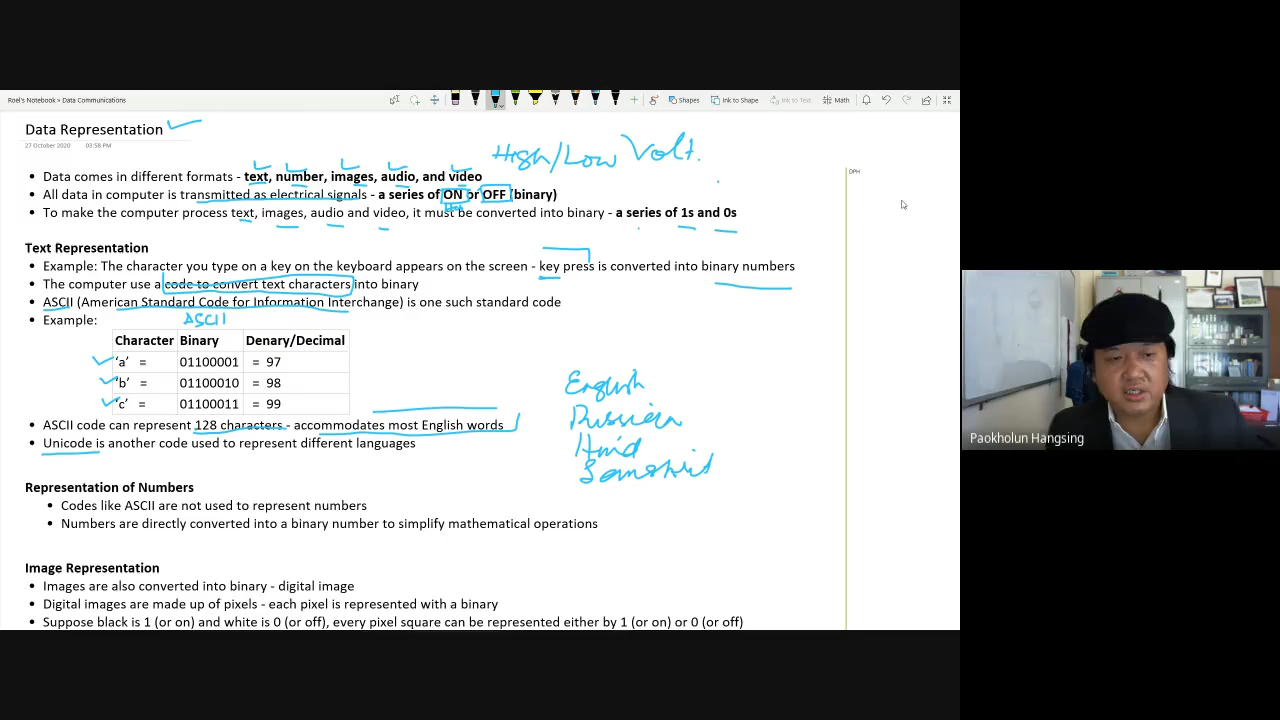 Roel's Notebook > Data Communications
Shapes Ink to Shape Ink to Text Math
Data Representation
27 October 2020 03:58 PM
High/Low Volt.
DPH
• Data comes in different formats - text, number, images, audio, and video
• All data in computer is transmitted as electrical signals - a series of ON or OFF (binary)
• To make the computer process text, images, audio and video, it must be converted into binary - a series of 1s and 0s
Text Representation
• Example: The character you type on a key on the keyboard appears on the screen - key press is converted into binary numbers
• The computer use a code to convert text characters into binary
• ASCII (American Standard Code for Information Interchange) is one such standard code
• Example:
ASCII
Character Binary Denary/Decimal
‘a’ = 01100001 = 97
‘b’ = 01100010 = 98
‘c’ = 01100011 = 99
English
Russian
• ASCII code can represent 128 characters - accommodates most English words
• Unicode is another code used to represent different languages
Representation of Numbers
• Codes like ASCII are not used to represent numbers
• Numbers are directly converted into a binary number to simplify mathematical operations
Image Representation
• Images are also converted into binary - digital image
• Digital images are made up of pixels - each pixel is represented with a binary
• Suppose black is 1 (or on) and white is 0 (or off), every pixel square can be represented either by 1 (or on) or 0 (or off)
Paokholun Hangsing